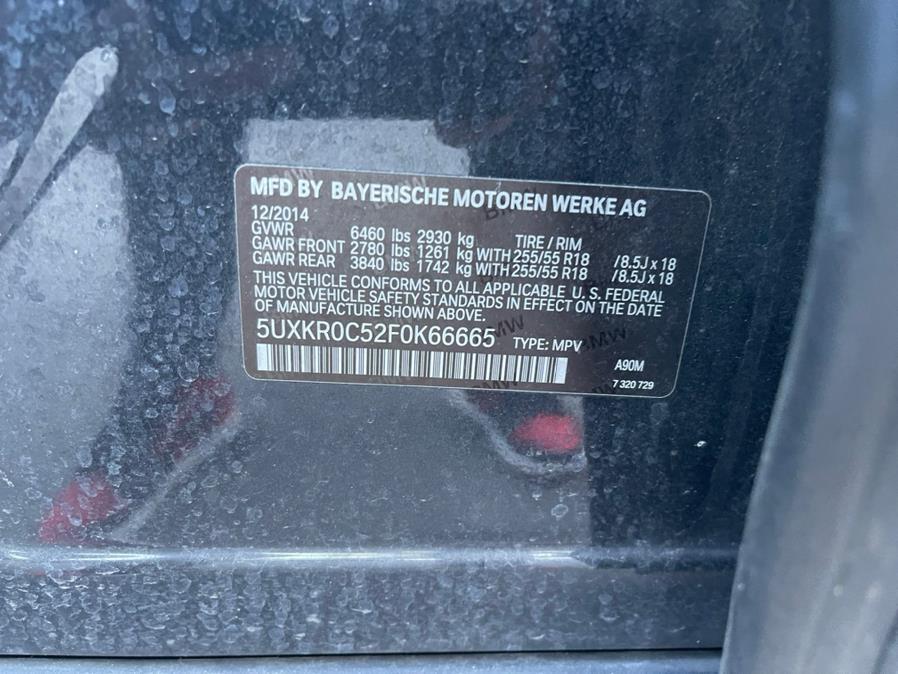 MFD BY BAYERISCHE MOTOREN WERKE AG
12/2014
GVWR 6460 lbs 2930 kg TIRE / RIM
GAWR FRONT 2780 lbs 1261 kg WITH 255/55 R18 /8.5J x 18
GAWR REAR 3840 lbs 1742 kg WITH 255/55 R18 /8.5J x 18
THIS VEHICLE CONFORMS TO ALL APPLICABLE U. S. FEDERAL
MOTOR VEHICLE SAFETY STANDARDS IN EFFECT ON THE DATE
OF MANUFACTURE SHOWN ABOVE.
5UXKR0C52F0K66665 TYPE: MPV
A90M
7 320 729